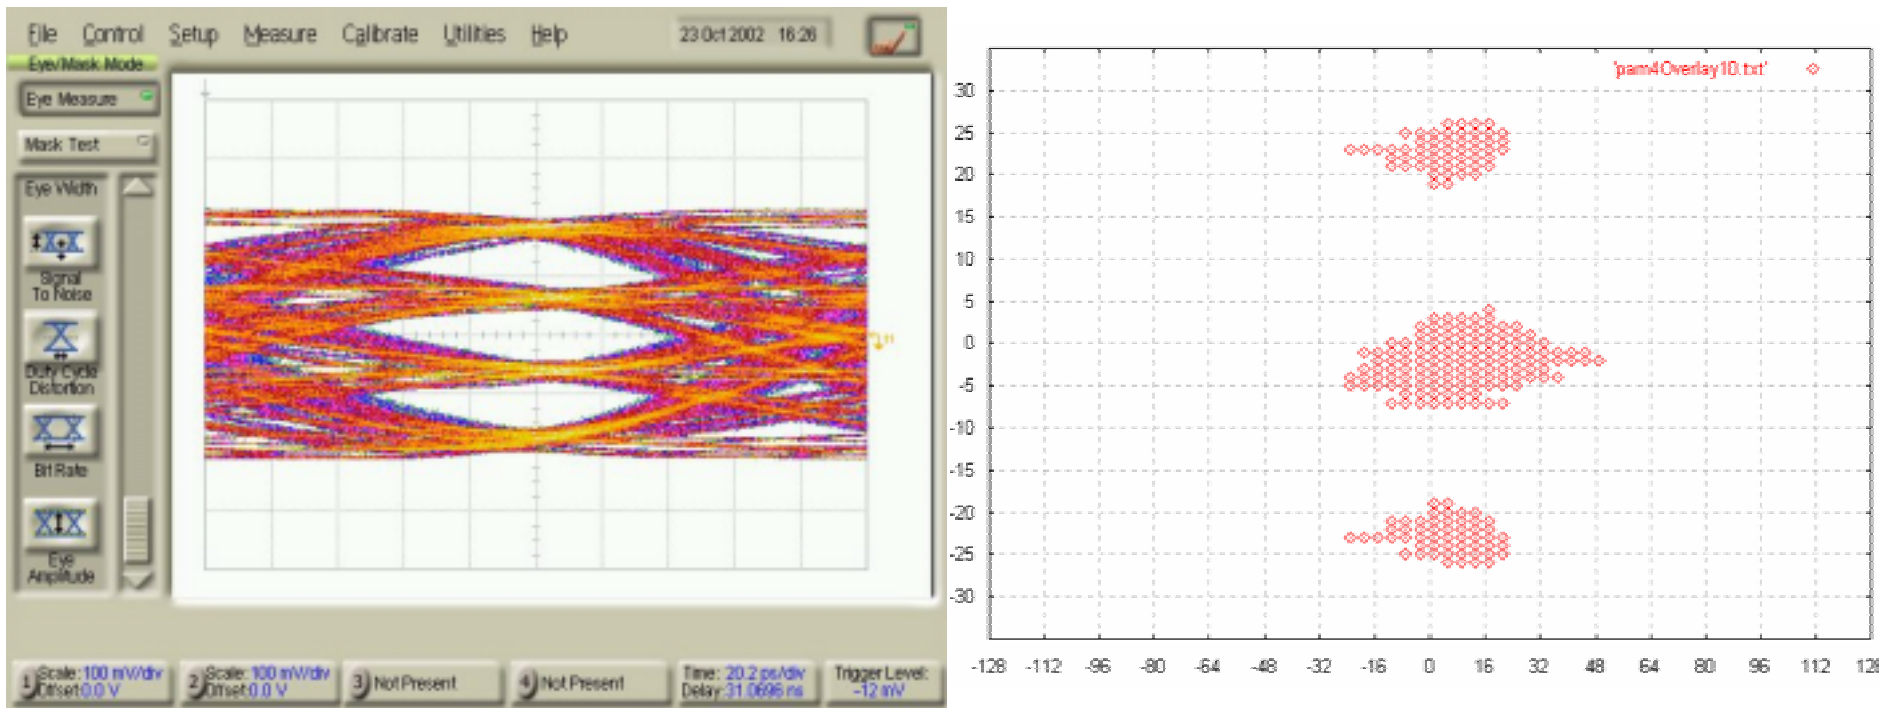 File Control Setup Measure Calibrate Utilities Help 23 Oct 2002 16:26
Eye/Mask Mode
Eye Measure
Mask Test
Eye Width
Signal
To Noise
Duty Cycle
Distortion
Bit Rate
Eye
Amplitude
1 Scale: 100 mV/div
Offset: 0.0 V
2 Scale: 100 mV/div
Offset: 0.0 V
3 Not Present
4 Not Present
Time: 20.2 ps/div
Delay: 31.0696 ns
Trigger Level:
-12 mV
'pam4Overlay10.txt'
30
25
20
15
10
5
0
-5
-10
-15
-20
-25
-30
-128 -112 -96 -80 -64 -48 -32 -16 0 16 32 48 64 80 96 112 128